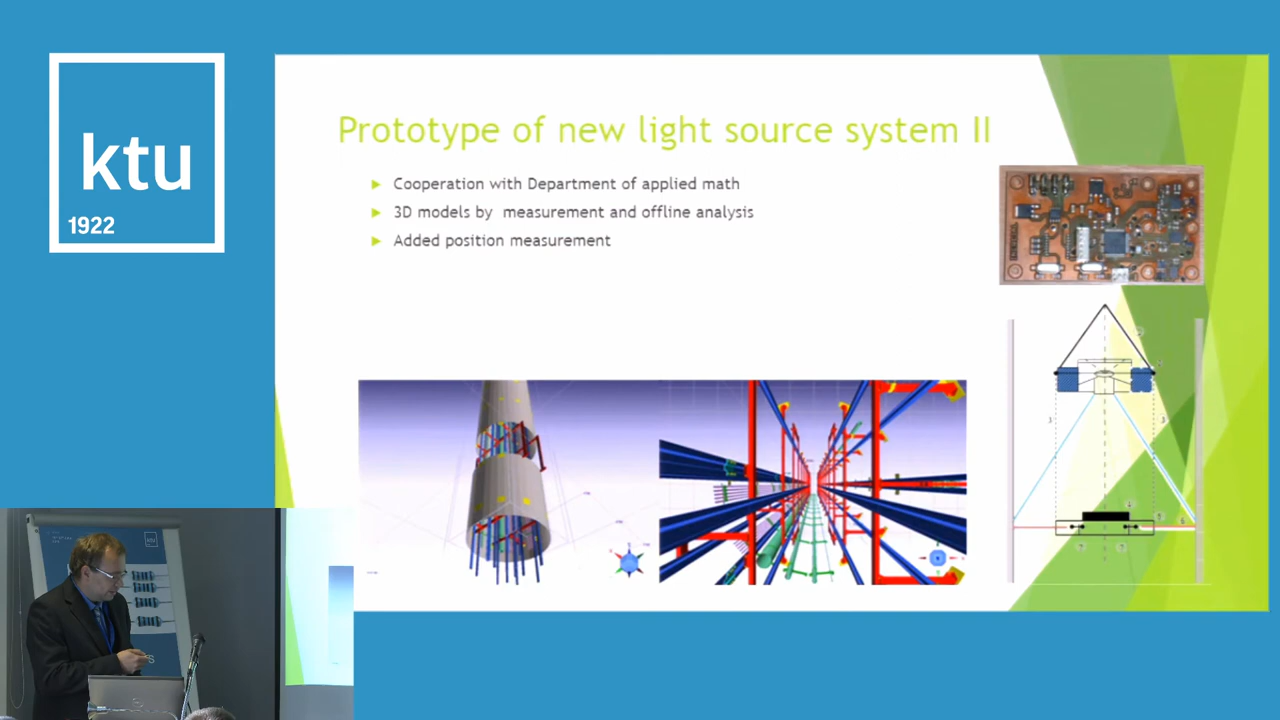 ktu
1922
Prototype of new light source system II
Cooperation with Department of applied math
3D models by measurement and offline analysis
Added position measurement
ktu